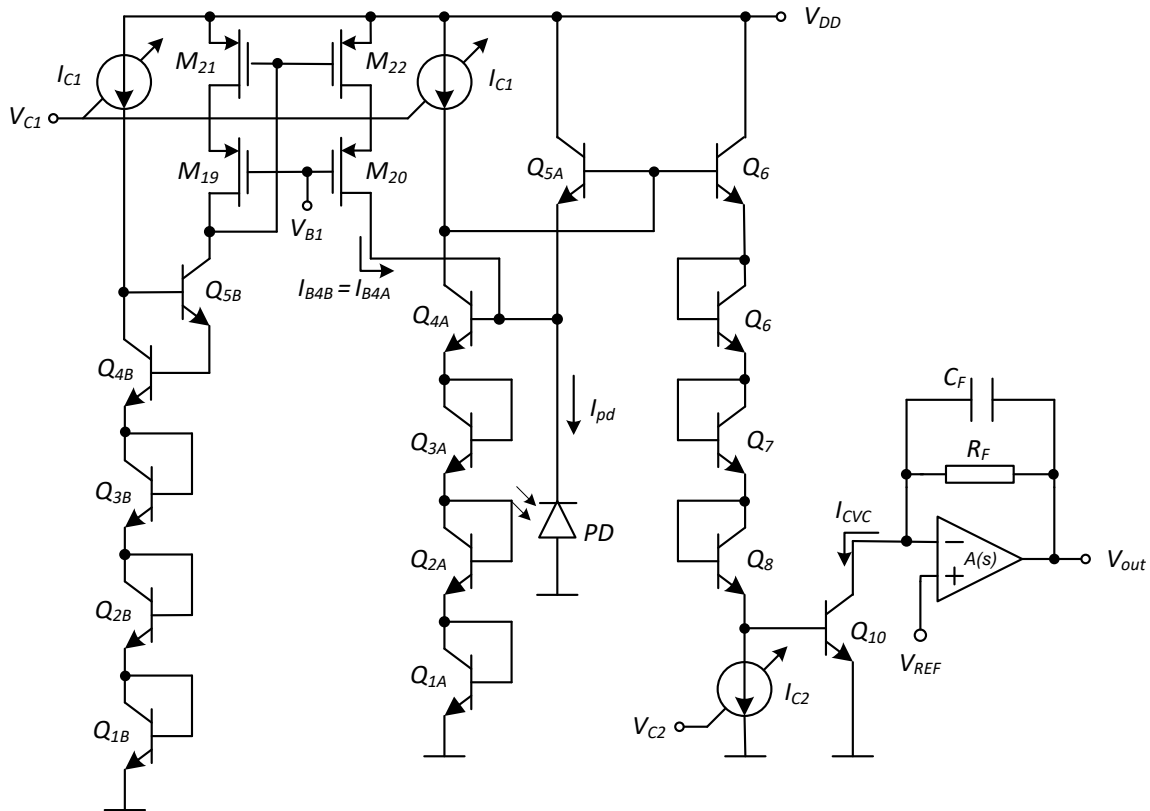 V_DD
M_21
M_22
I_C1
I_C1
V_C1
M_19
M_20
Q_5A
Q_6
V_B1
Q_5B
I_B4B = I_B4A
Q_4A
Q_6
Q_4B
I_pd
C_F
Q_3A
Q_7
R_F
Q_3B
I_CVC
PD
Q_2A
Q_8
A(s)
V_out
Q_2B
Q_10
V_REF
Q_1A
I_C2
V_C2
Q_1B